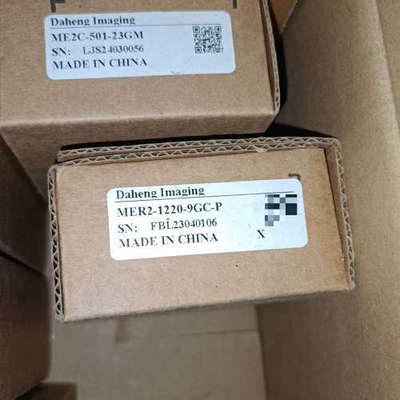 Daheng Imaging
ME2C-501-23GM
SN: LJS24030056
MADE IN CHINA
Daheng Imaging
MER2-1220-9GC-P
SN: FBL23040106
MADE IN CHINA X